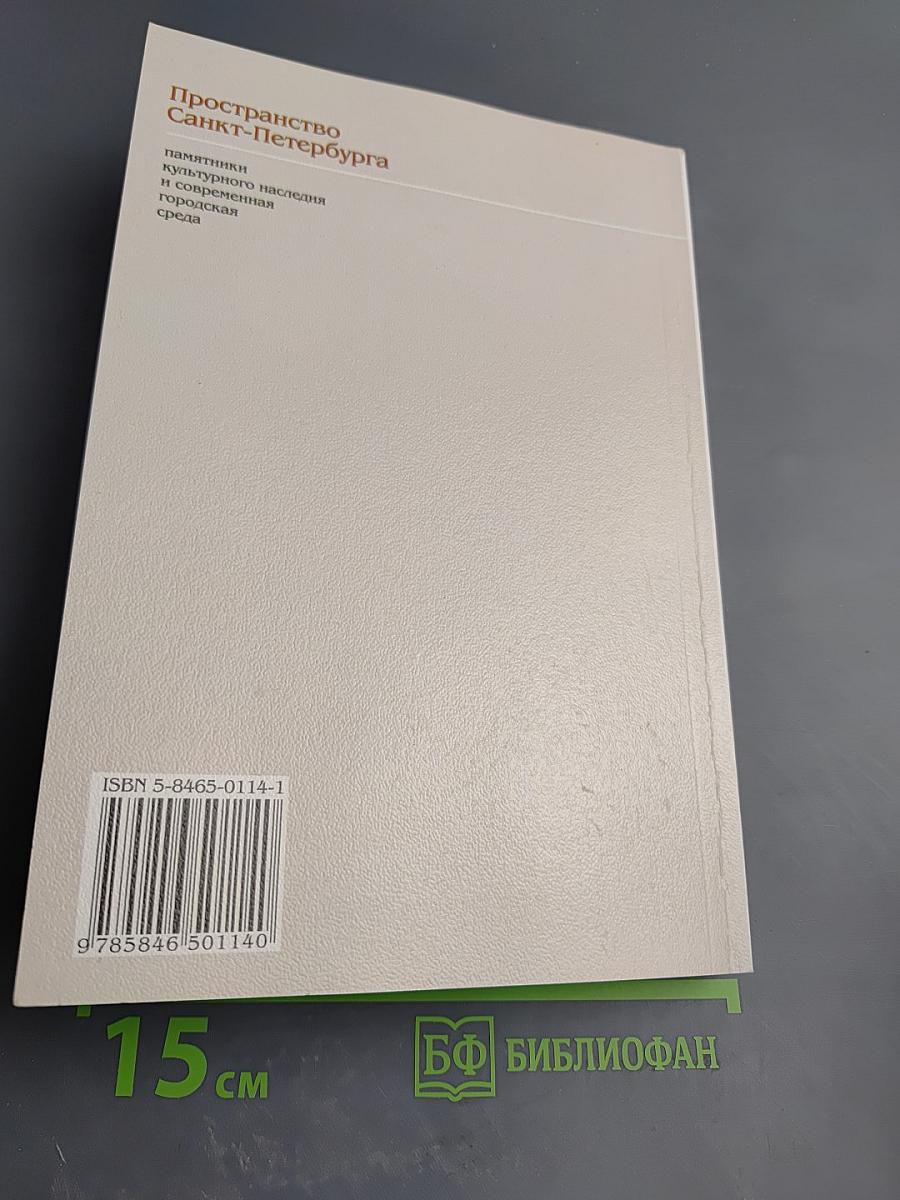 Пространство
Санкт-Петербурга
памятники
культурного наследия
и современная
городская
среда
ISBN 5-8465-0114-1
9 785846 501140
15 см
БФ БИБЛИОФАН